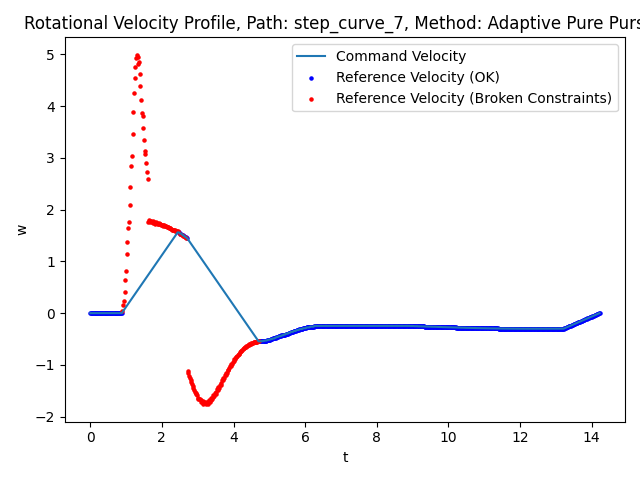 Rotational Velocity Profile, Path: step_curve_7, Method: Adaptive Pure Purs
Command Velocity
Reference Velocity (OK)
Reference Velocity (Broken Constraints)
5
4
3
2
1
0
−1
−2
w
0 2 4 6 8 10 12 14
t